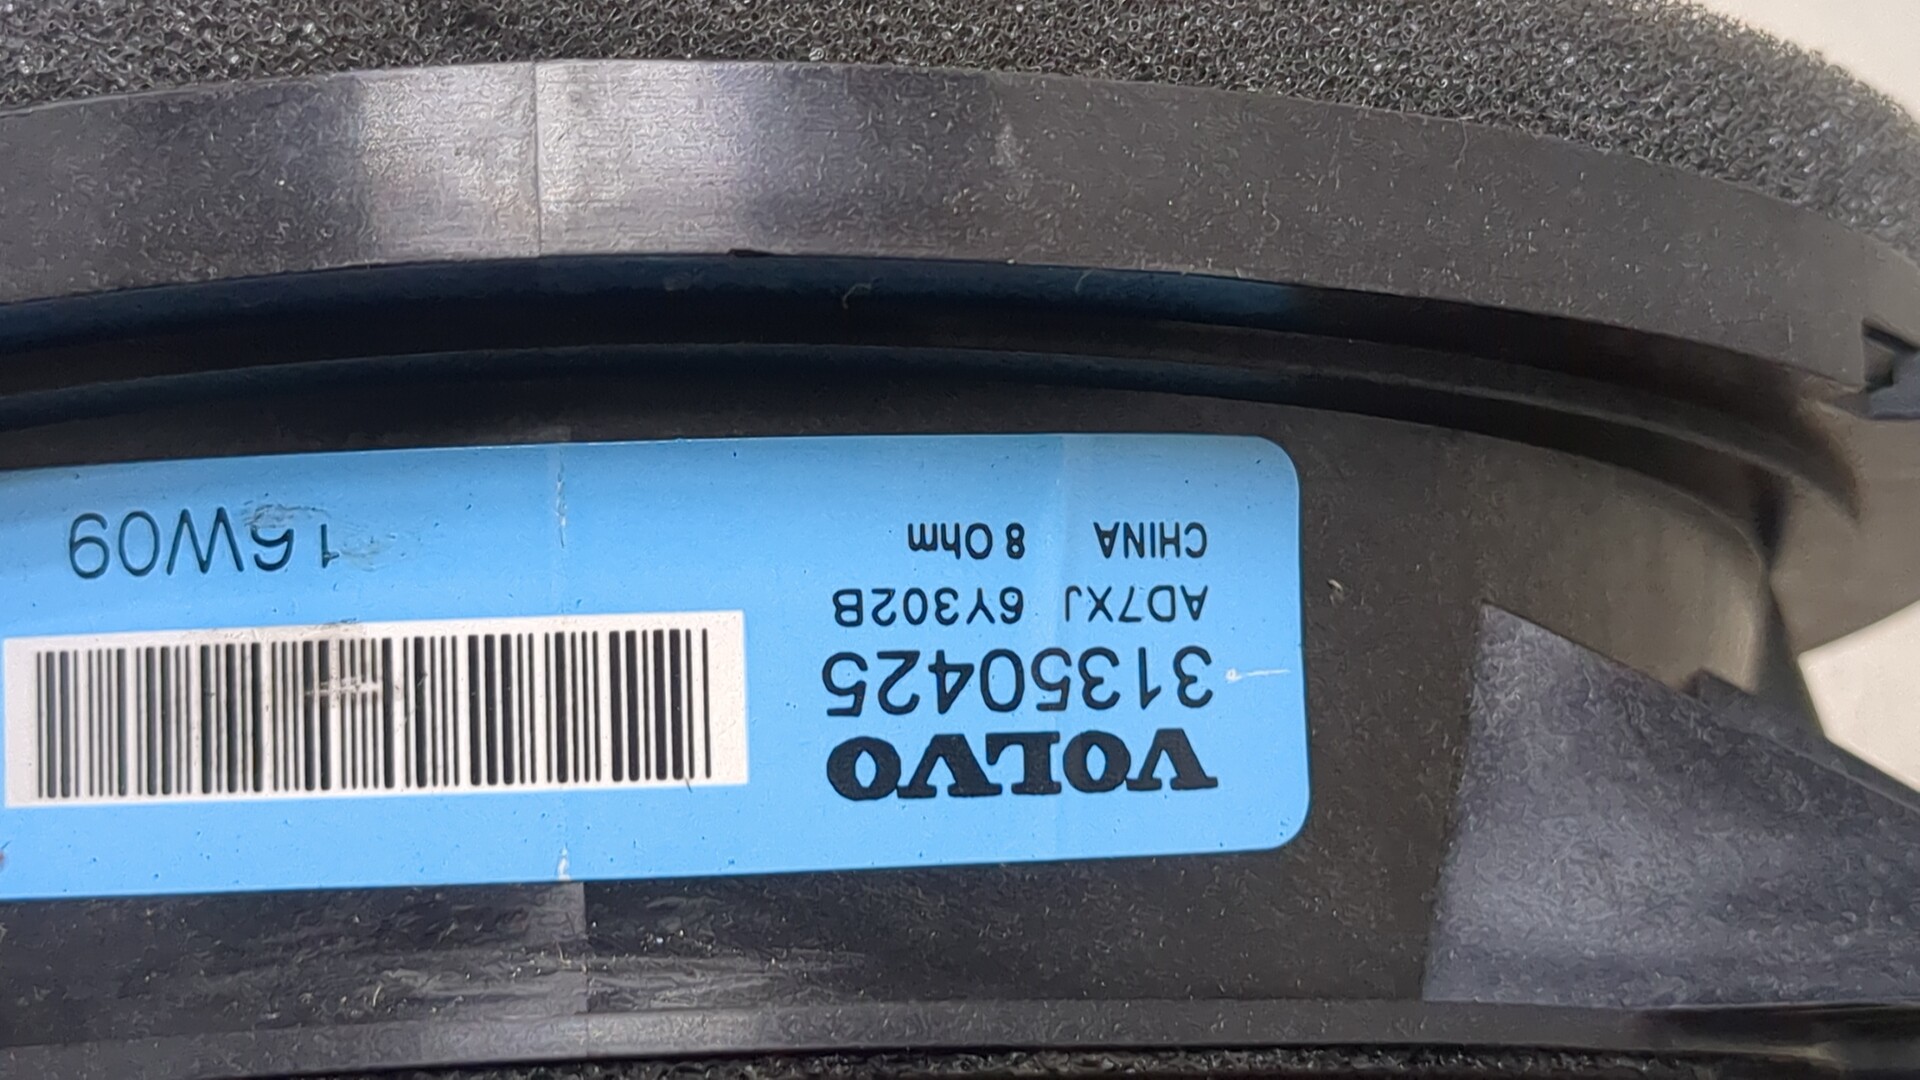 VOLVO
31350425
AD7XJ 6Y302B
CHINA 8 Ohm
16W09